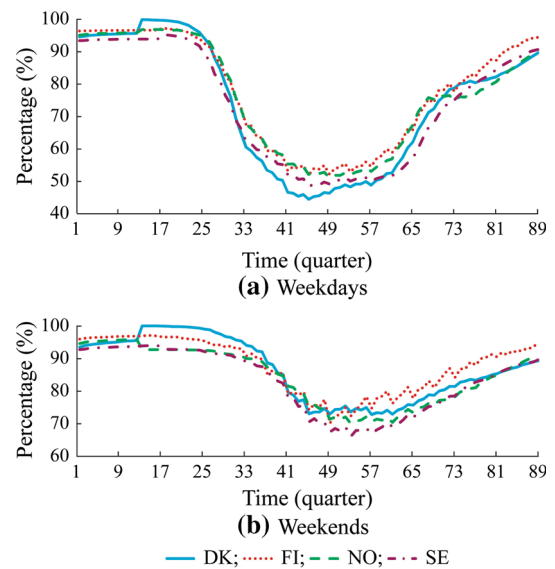 100
90
80
70
60
50
40
Percentage (%)
1 9 17 25 33 41 49 57 65 73 81 89
Time (quarter)
(a) Weekdays
100
90
80
70
60
Percentage (%)
1 9 17 25 33 41 49 57 65 73 81 89
Time (quarter)
(b) Weekends
DK; FI; NO; SE